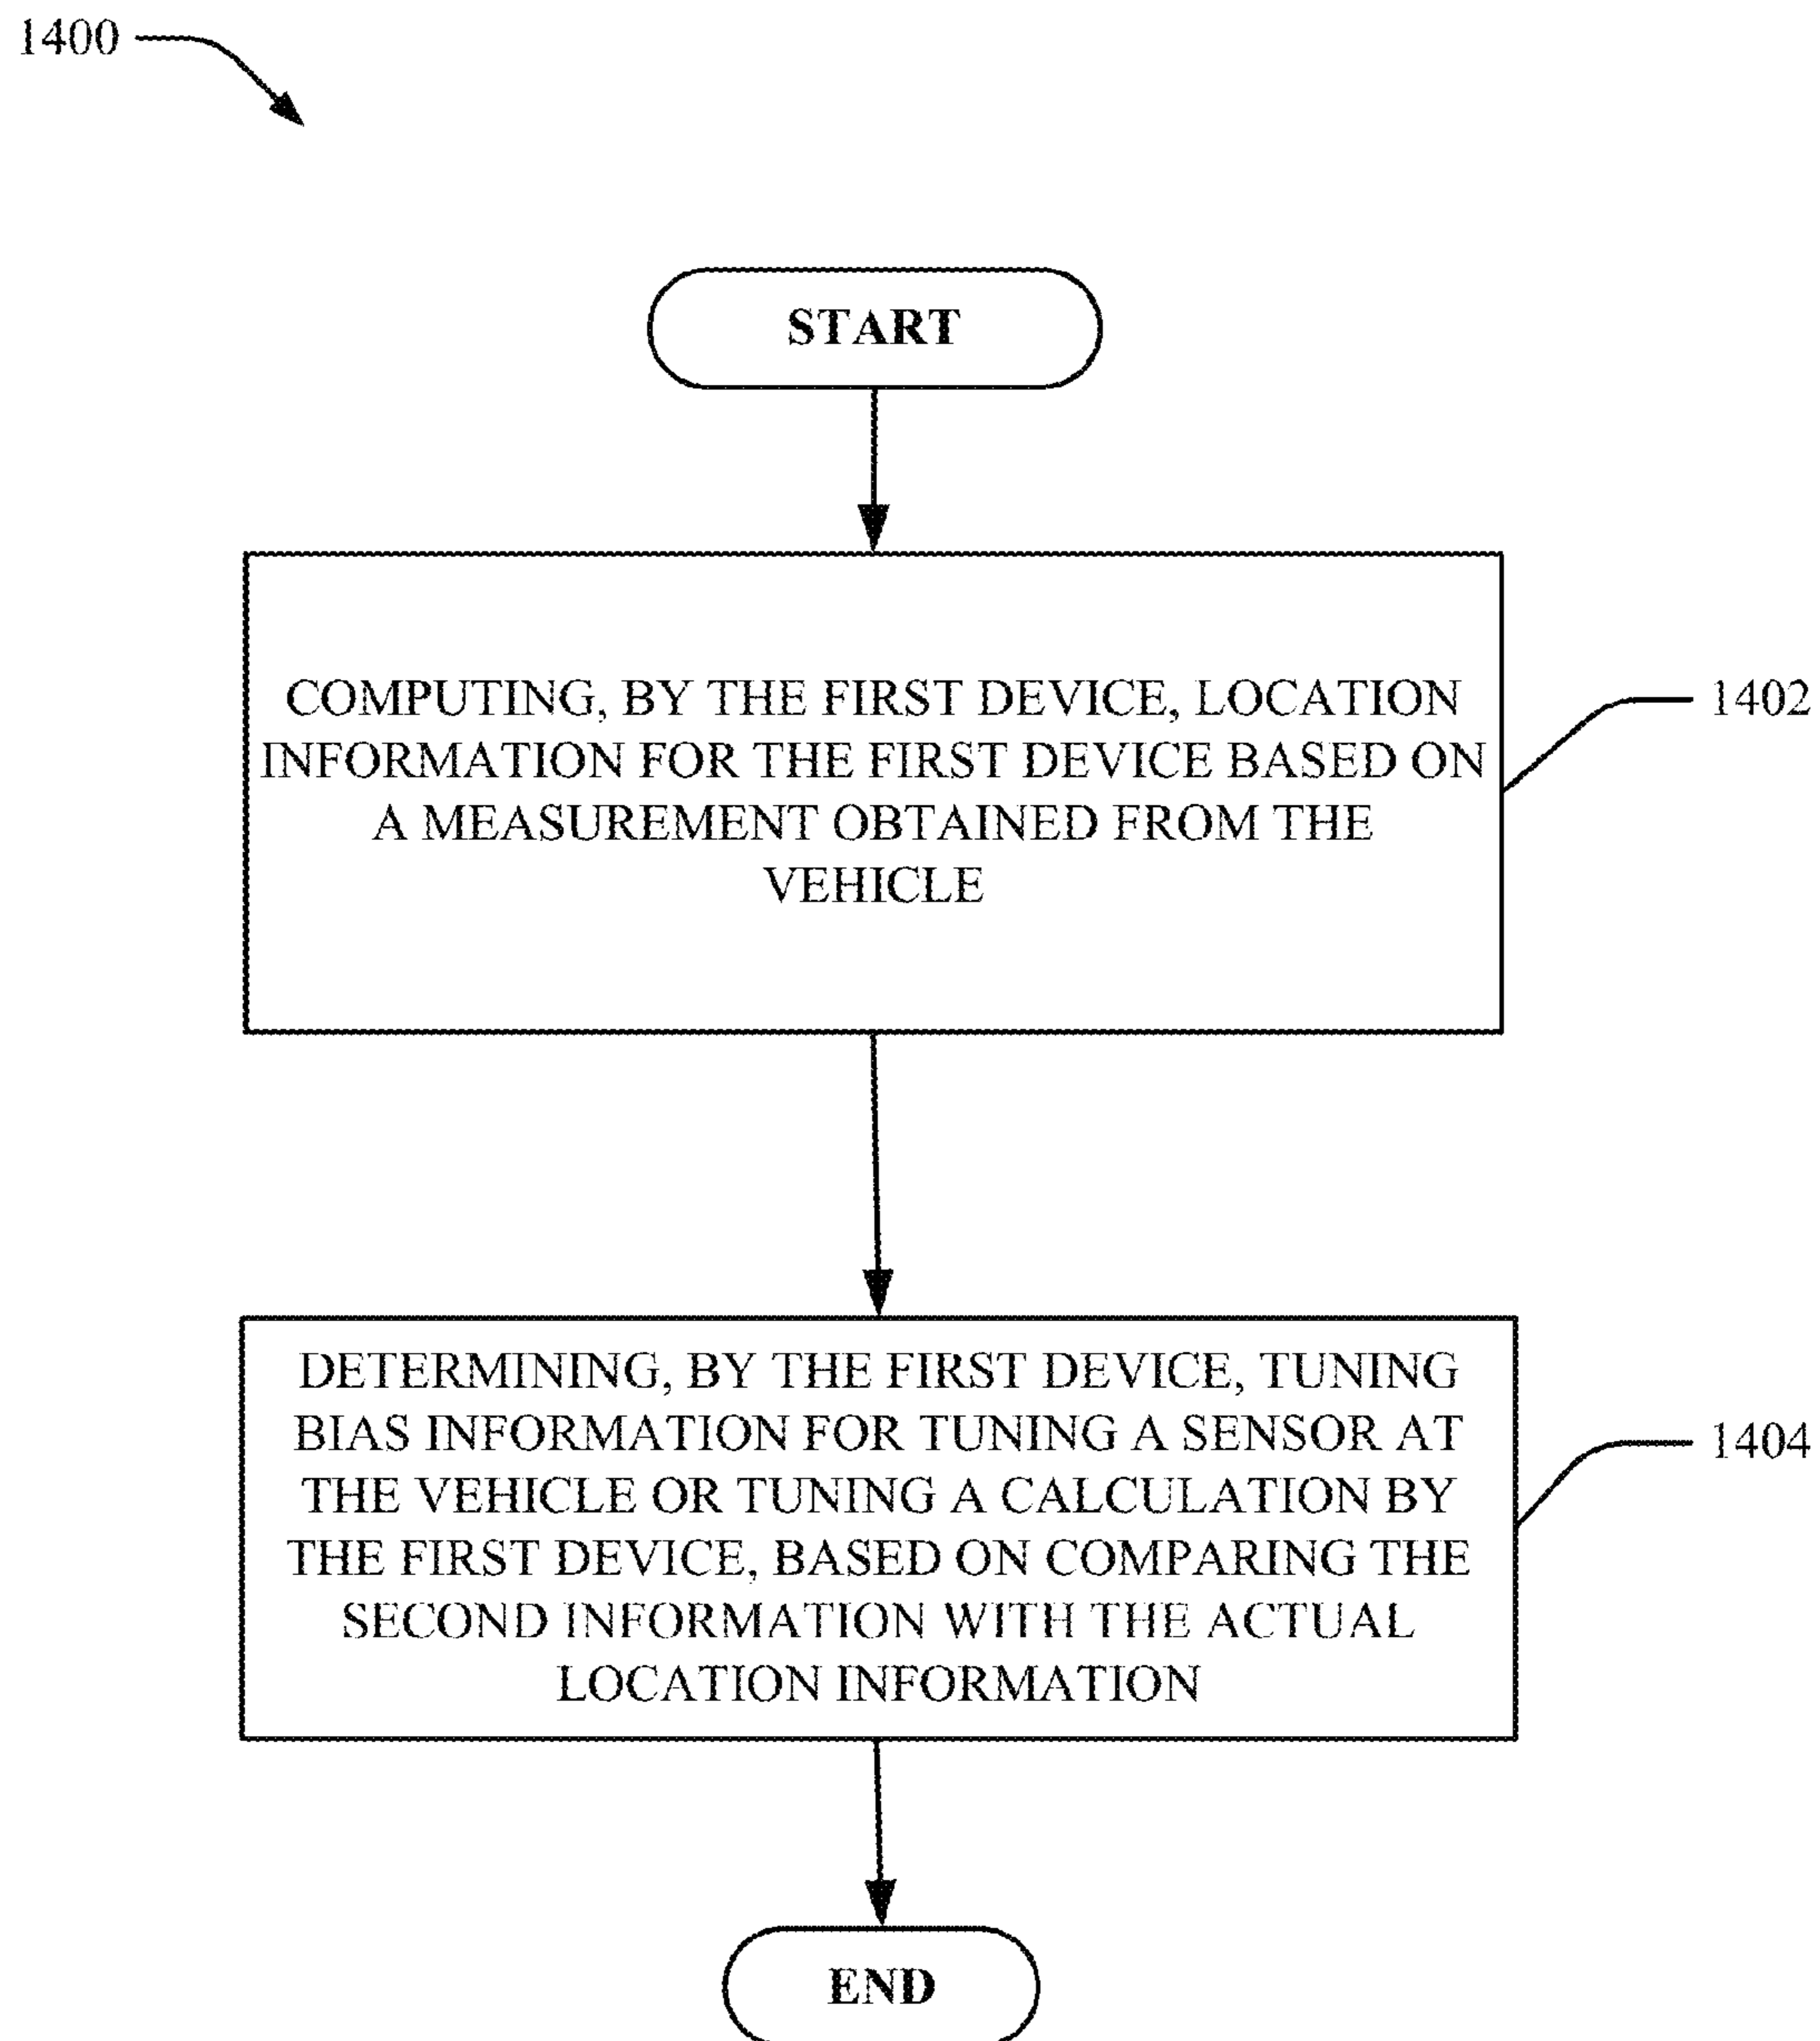 1400
START
COMPUTING, BY THE FIRST DEVICE, LOCATION
INFORMATION FOR THE FIRST DEVICE BASED ON
A MEASUREMENT OBTAINED FROM THE
VEHICLE
1402
DETERMINING, BY THE FIRST DEVICE, TUNING
BIAS INFORMATION FOR TUNING A SENSOR AT
THE VEHICLE OR TUNING A CALCULATION BY
THE FIRST DEVICE, BASED ON COMPARING THE
SECOND INFORMATION WITH THE ACTUAL
LOCATION INFORMATION
1404
END